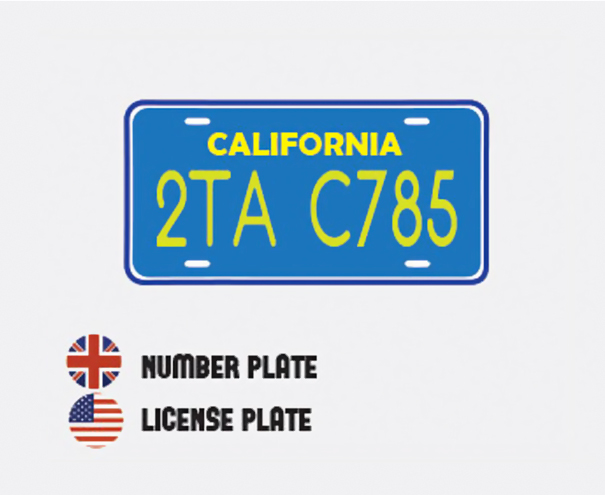 CALIFORNIA
2TA C785
NUMBER PLATE
LICENSE PLATE